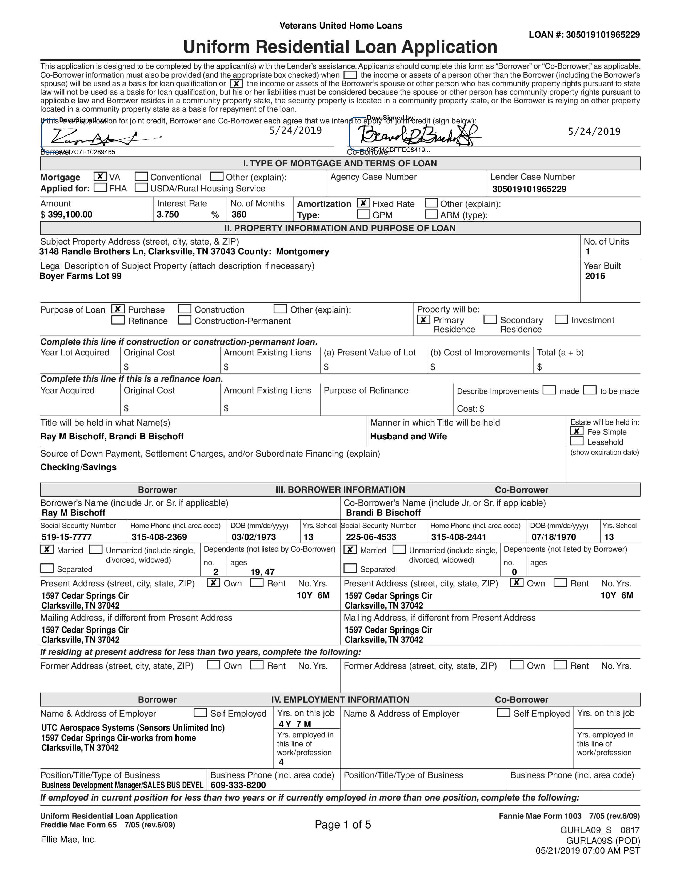 Veterans United Home Loans
LOAN #: 305019101965229
Uniform Residential Loan Application
This application is designed to be completed by the applicant(s) with the Lender's assistance. Applicants should complete this form as "Borrower" or "Co-Borrower," as applicable.
Co-Borrower information must also be provided (and the appropriate box checked) when the income or assets of a person other than the Borrower (including the Borrower's
spouse) will be used as a basis for loan qualification or X the income or assets of the Borrower's spouse or other person who has community property rights pursuant to state
law will not be used as a basis for loan qualification, but his or her liabilities must be considered because the spouse or other person has community property rights pursuant to
applicable law and Borrower resides in a community property state, the security property is located in a community property state, or the Borrower is relying on other
property located in a community property state as a basis for repayment of the loan.
for joint credit, Borrower and Co-Borrower each agree that we intend to apply for joint credit (sign below):
5/24/2019 5/24/2019
Borrower Co-Borrower
I. TYPE OF MORTGAGE AND TERMS OF LOAN
Mortgage X VA Conventional Other (explain): Agency Case Number Lender Case Number
Applied for: FHA USDA/Rural Housing Service 305019101965229
Amount Interest Rate No. of Months Amortization X Fixed Rate Other (explain):
$ 399,100.00 3.750 % 360 Type: GPM ARM (type):
II. PROPERTY INFORMATION AND PURPOSE OF LOAN
Subject Property Address (street, city, state, & ZIP) No. of Units
3148 Randle Brothers Ln, Clarksville, TN 37043 County: Montgomery 1
Legal Description of Subject Property (attach description if necessary) Year Built
Boyer Farms Lot 99 2016
Purpose of Loan X Purchase Construction Other (explain): Property will be:
Refinance Construction-Permanent X Primary Residence Secondary Residence Investment
Complete this line if construction or construction-permanent loan.
Year Lot Acquired Original Cost Amount Existing Liens (a) Present Value of Lot (b) Cost of Improvements Total (a + b)
$ $ $ $ $
Complete this line if this is a refinance loan.
Year Acquired Original Cost Amount Existing Liens Purpose of Refinance Describe Improvements made to be made
$ $ Cost: $
Title will be held in what Name(s) Manner in which Title will be held Estate will be held in:
Ray M Bischoff, Brandi B Bischoff Husband and Wife X Fee Simple
Leasehold
Source of Down Payment, Settlement Charges, and/or Subordinate Financing (explain) (show expiration date)
Checking/Savings
Borrower III. BORROWER INFORMATION Co-Borrower
Borrower's Name (include Jr. or Sr. if applicable) Co-Borrower's Name (include Jr. or Sr. if applicable)
Ray M Bischoff Brandi B Bischoff
Social Security Number Home Phone (incl. area code) DOB (mm/dd/yyyy) Yrs. School Social Security Number Home Phone (incl. area code) DOB (mm/dd/yyyy) Yrs. School
519-15-7777 315-408-2369 03/02/1973 13 225-06-4533 315-408-2441 07/18/1970 13
X Married Unmarried (include single, divorced, widowed) Dependents (not listed by Co-Borrower) X Married Unmarried (include single, divorced, widowed) Dependents (not listed by Borrower)
Separated no. 2 ages 19, 47 Separated no. 0 ages
Present Address (street, city, state, ZIP) X Own Rent No. Yrs. Present Address (street, city, state, ZIP) X Own Rent No. Yrs.
1597 Cedar Springs Cir 10Y 6M 1597 Cedar Springs Cir 10Y 6M
Clarksville, TN 37042 Clarksville, TN 37042
Mailing Address, if different from Present Address Mailing Address, if different from Present Address
1597 Cedar Springs Cir 1597 Cedar Springs Cir
Clarksville, TN 37042 Clarksville, TN 37042
If residing at present address for less than two years, complete the following:
Former Address (street, city, state, ZIP) Own Rent No. Yrs. Former Address (street, city, state, ZIP) Own Rent No. Yrs.
Borrower IV. EMPLOYMENT INFORMATION Co-Borrower
Name & Address of Employer Self Employed Yrs. on this job Name & Address of Employer Self Employed Yrs. on this job
4 Y 7 M
UTC Aerospace Systems (Sensors Unlimited Inc)
1597 Cedar Springs Cir-works from home Yrs. employed in this line of work/profession Yrs. employed in this line of work/profession
Clarksville, TN 37042
4
Position/Title/Type of Business Business Phone (incl. area code) Position/Title/Type of Business Business Phone (incl. area code)
Business Development Manager/SALES BUS DEVEL 609-333-8200
If employed in current position for less than two years or if currently employed in more than one position, complete the following:
Uniform Residential Loan Application Fannie Mae Form 1003 7/05 (rev.6/09)
Freddie Mac Form 65 7/05 (rev.6/09) Page 1 of 5
GURLA09_S 0817
Ellie Mae, Inc. GURLA09S (POD)
05/21/2019 07:00 AM PST